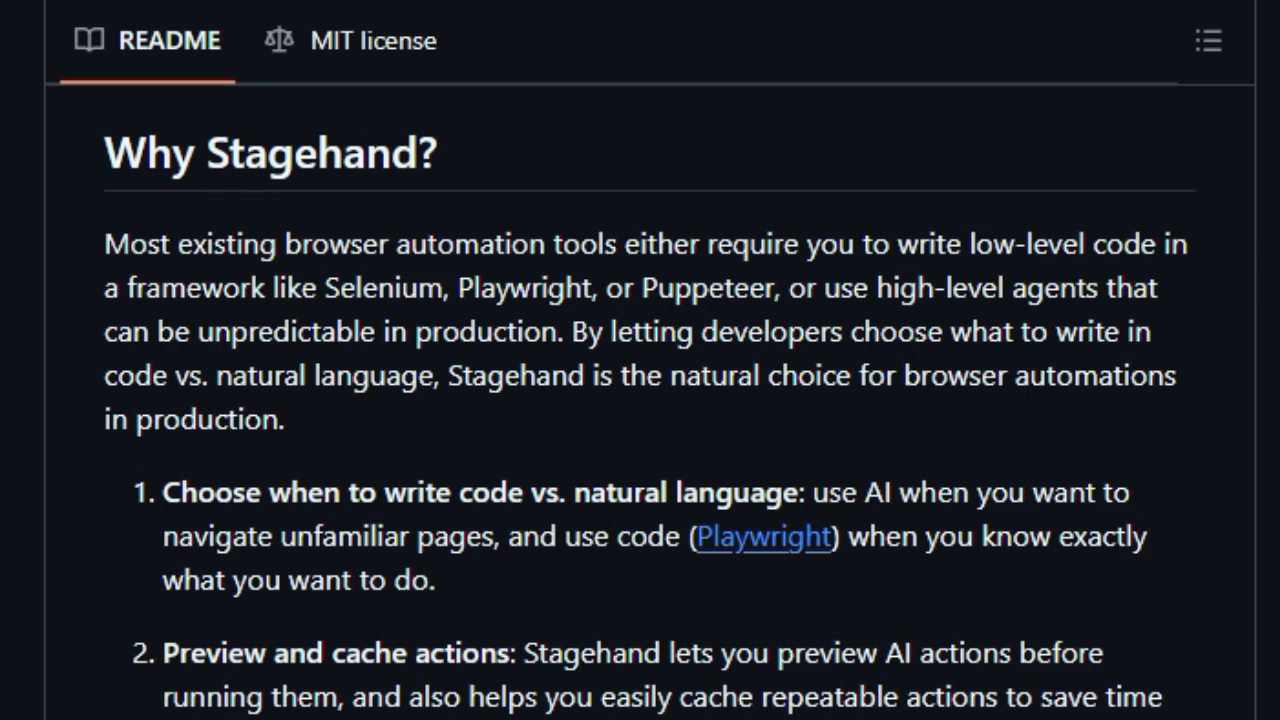 README
MIT license
Why Stagehand?
Most existing browser automation tools either require you to write low-level code in
a framework like Selenium, Playwright, or Puppeteer, or use high-level agents that
can be unpredictable in production. By letting developers choose what to write in
code vs. natural language, Stagehand is the natural choice for browser automations
in production.
1. Choose when to write code vs. natural language: use AI when you want to
navigate unfamiliar pages, and use code (Playwright) when you know exactly
what you want to do.
2. Preview and cache actions: Stagehand lets you preview AI actions before
running them, and also helps you easily cache repeatable actions to save time